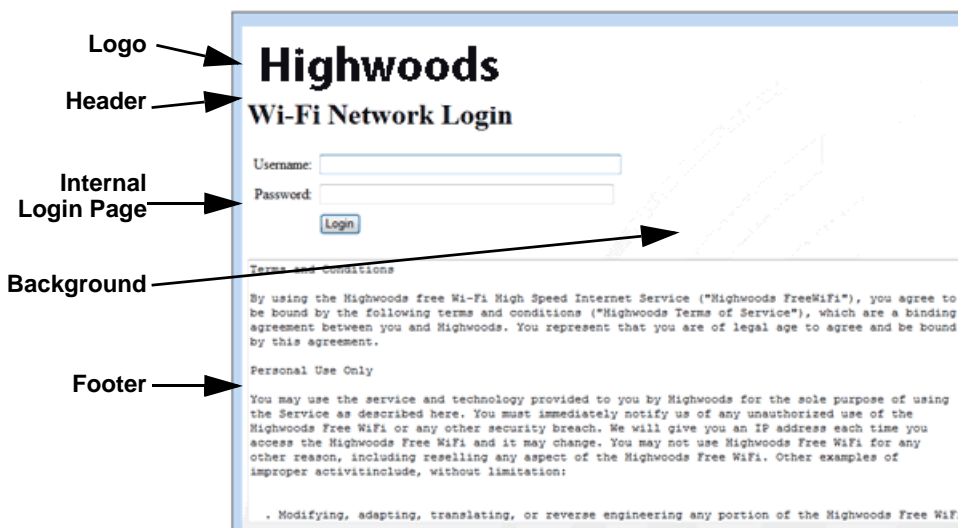 Logo
Highwoods
Header
Wi-Fi Network Login
Username:
Internal
Login Page
Password:
Login
Background
Terms and Conditions
By using the Highwoods free Wi-Fi High Speed Internet Service ("Highwoods FreeWiFi"), you agree to
be bound by the following terms and conditions ("Highwoods Terms of Service"), which are a binding
agreement between you and Highwoods. You represent that you are of legal age to agree and be bound
by this agreement.
Personal Use Only
Footer
You may use the service and technology provided to you by Highwoods for the sole purpose of using
the Service as described here. You must immediately notify us of any unauthorized use of the
Highwoods Free WiFi or any other security breach. We will give you an IP address each time you
access the Highwoods Free WiFi and it may change. You may not use Highwoods Free WiFi for any
other reason, including reselling any aspect of the Highwoods Free WiFi. Other examples of
improper activitinclude, without limitation:
. Modifying, adapting, translating, or reverse engineering any portion of the Highwoods Free WiF